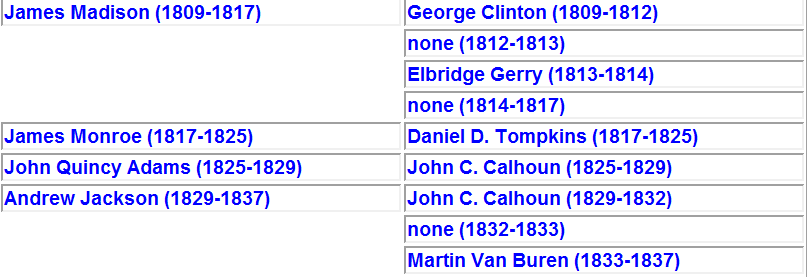 James Madison (1809-1817) George Clinton (1809-1812)
none (1812-1813)
Elbridge Gerry (1813-1814)
none (1814-1817)
James Monroe (1817-1825) Daniel D. Tompkins (1817-1825)
John Quincy Adams (1825-1829) John C. Calhoun (1825-1829)
Andrew Jackson (1829-1837) John C. Calhoun (1829-1832)
none (1832-1833)
Martin Van Buren (1833-1837)